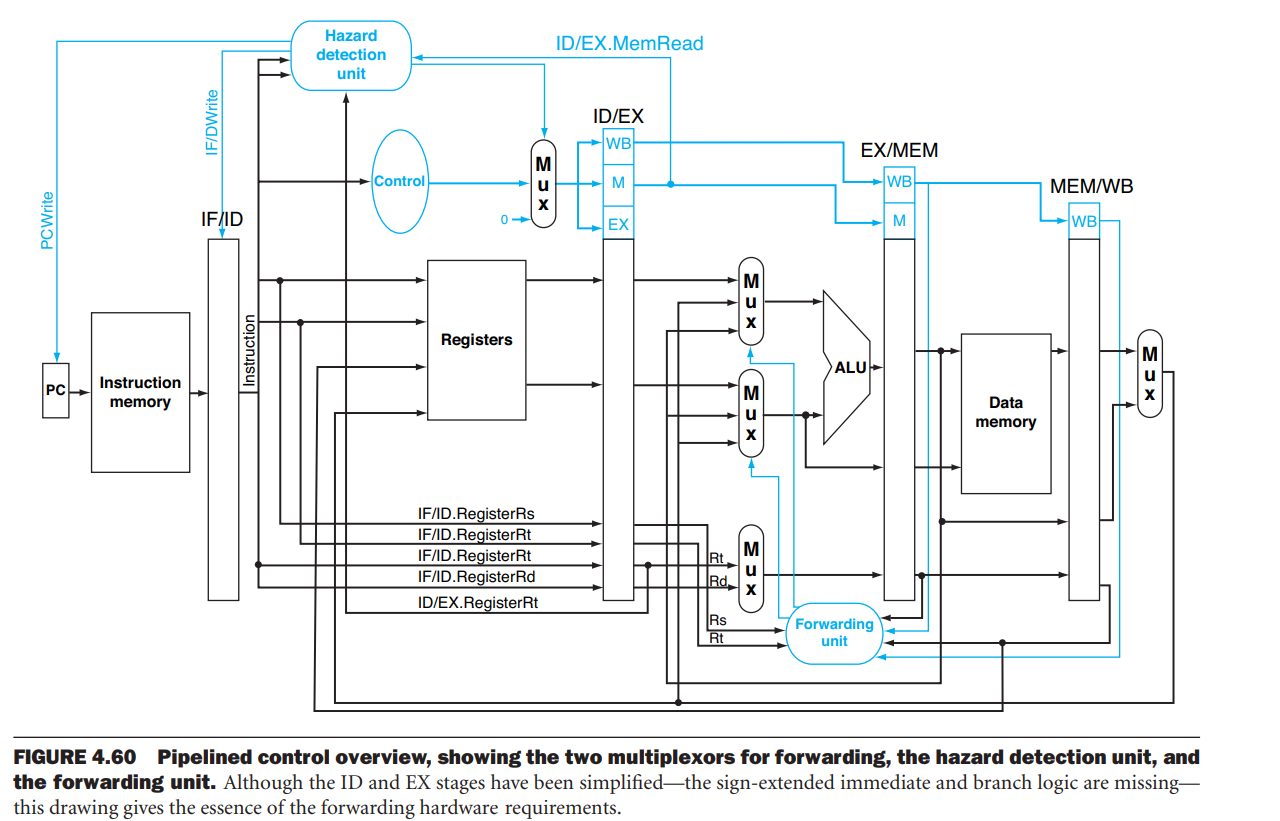 Hazard
detection
unit
ID/EX.MemRead
IF/DWrite
PCWrite
ID/EX
WB
M
EX
Control
M
u
x
0
EX/MEM
WB
M
MEM/WB
WB
IF/ID
Instruction
PC
Instruction
memory
Registers
M
u
x
M
u
x
ALU
Data
memory
M
u
x
IF/ID.RegisterRs
IF/ID.RegisterRt
IF/ID.RegisterRt
IF/ID.RegisterRd
ID/EX.RegisterRt
Rt
Rd
M
u
x
Rs
Rt
Forwarding
unit
FIGURE 4.60 Pipelined control overview, showing the two multiplexors for forwarding, the hazard detection unit, and
the forwarding unit. Although the ID and EX stages have been simplified—the sign-extended immediate and branch logic are missing—
this drawing gives the essence of the forwarding hardware requirements.